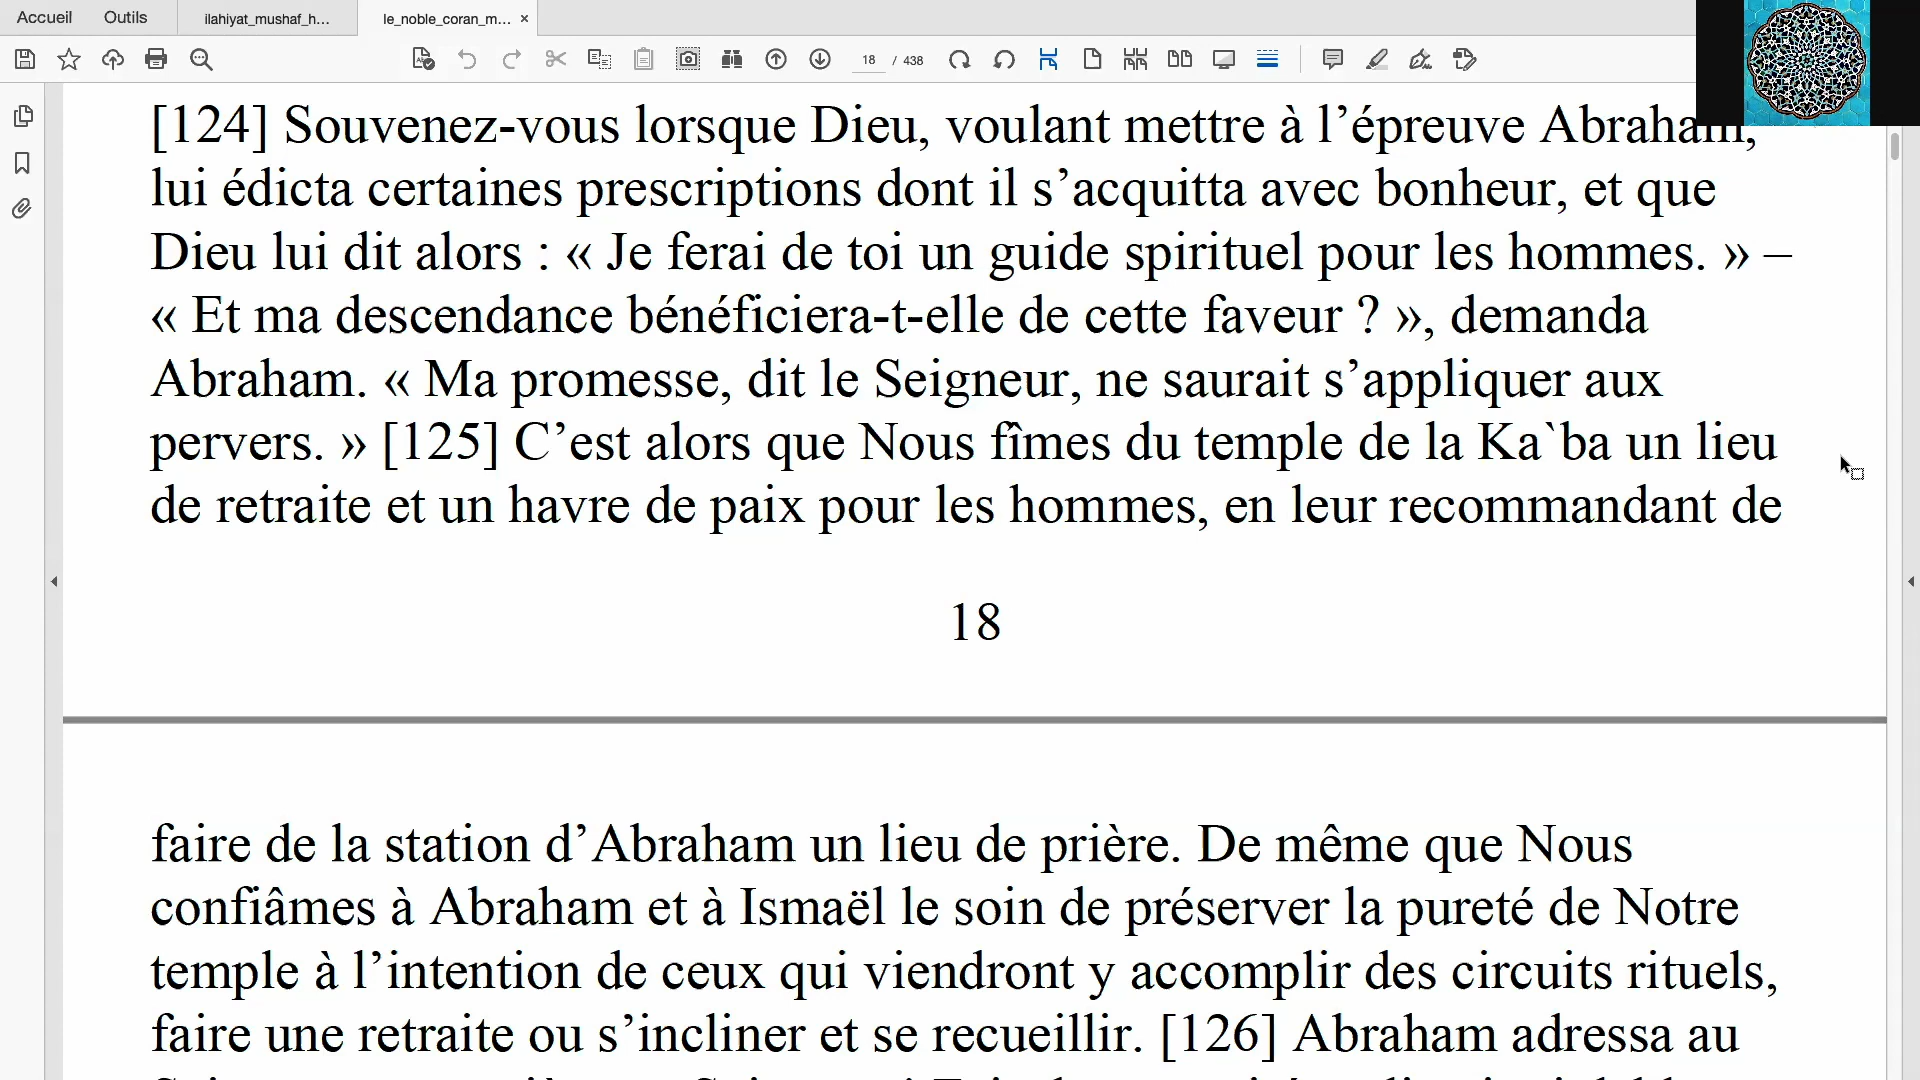 Accueil Outils ilahiyat_mushaf_h... le_noble_coran_m... ×
18 / 438
[124] Souvenez-vous lorsque Dieu, voulant mettre à l’épreuve Abraham,
lui édicta certaines prescriptions dont il s’acquitta avec bonheur, et que
Dieu lui dit alors : « Je ferai de toi un guide spirituel pour les hommes. » –
« Et ma descendance bénéficiera-t-elle de cette faveur ? », demanda
Abraham. « Ma promesse, dit le Seigneur, ne saurait s’appliquer aux
pervers. » [125] C’est alors que Nous fîmes du temple de la Ka`ba un lieu
de retraite et un havre de paix pour les hommes, en leur recommandant de
18
faire de la station d’Abraham un lieu de prière. De même que Nous
confiâmes à Abraham et à Ismaël le soin de préserver la pureté de Notre
temple à l’intention de ceux qui viendront y accomplir des circuits rituels,
faire une retraite ou s’incliner et se recueillir. [126] Abraham adressa au